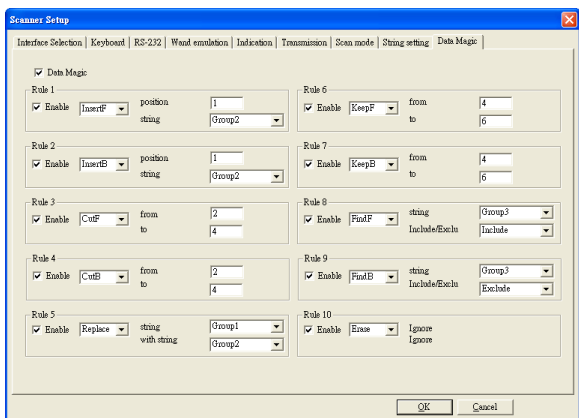 Scanner Setup
Interface Selection Keyboard RS-232 Wand emulation Indication Transmission Scan mode String setting Data Magic
Data Magic
Rule 1
Enable InsertF position 1
string Group2
Rule 2
Enable InsertB position 1
string Group2
Rule 3
Enable CutF from 2
to 4
Rule 4
Enable CutB from 2
to 4
Rule 5
Enable Replace string Group1
with string Group2
Rule 6
Enable KeepF from 4
to 6
Rule 7
Enable KeepB from 4
to 6
Rule 8
Enable FindF string Group3
Include/Exclu Include
Rule 9
Enable FindB string Group3
Include/Exclu Exclude
Rule 10
Enable Erase Ignore
Ignore
OK Cancel